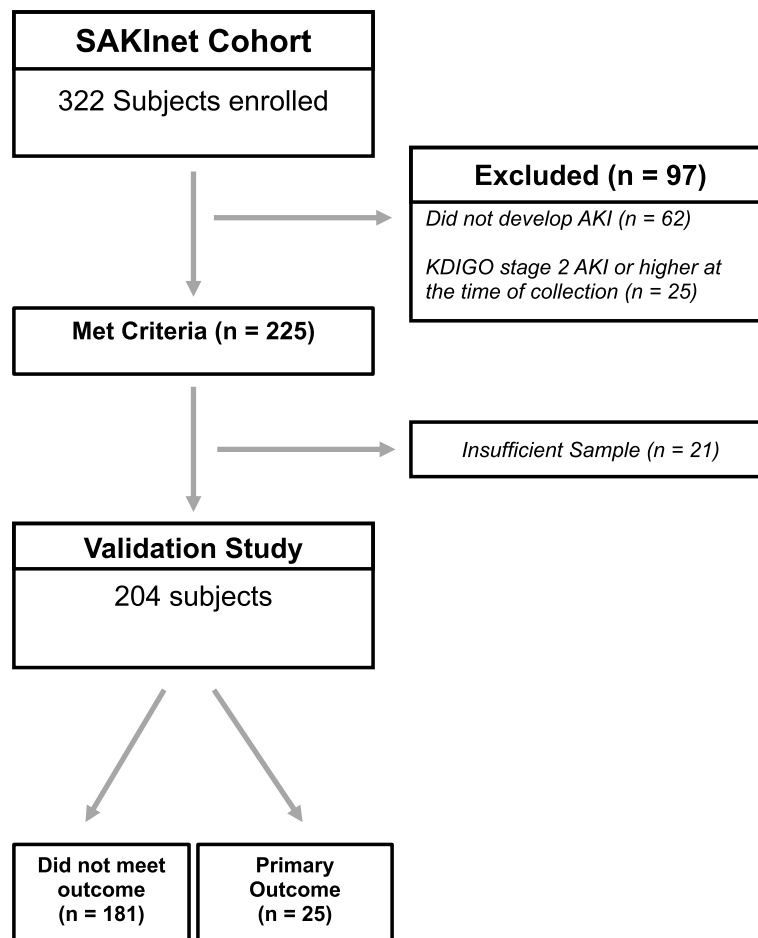 SAKInet Cohort
322 Subjects enrolled
Excluded (n = 97)
Did not develop AKI (n = 62)
KDIGO stage 2 AKI or higher at
the time of collection (n = 25)
Met Criteria (n = 225)
Insufficient Sample (n = 21)
Validation Study
204 subjects
Did not meet
outcome
(n = 181)
Primary
Outcome
(n = 25)